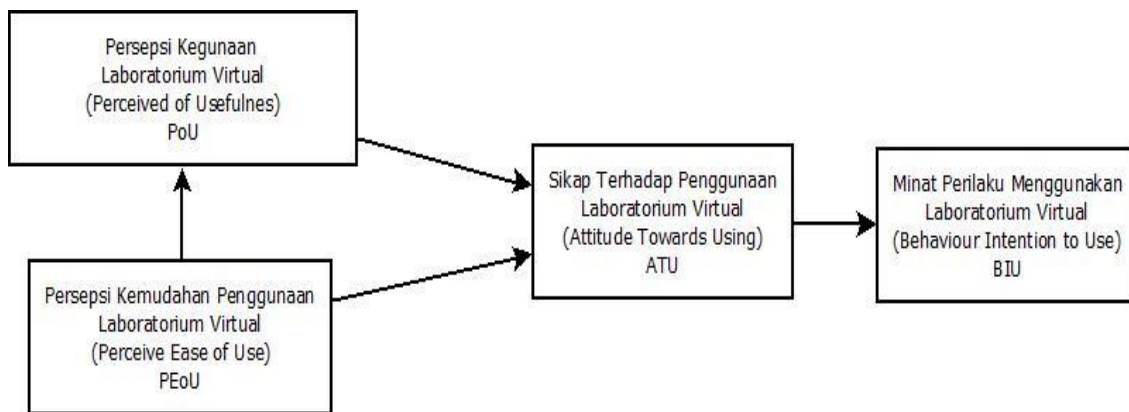 Persepsi Kegunaan
Laboratorium Virtual
(Perceived of Usefulnes)
PoU
Persepsi Kemudahan Penggunaan
Laboratorium Virtual
(Perceive Ease of Use)
PEoU
Sikap Terhadap Penggunaan
Laboratorium Virtual
(Attitude Towards Using)
ATU
Minat Perilaku Menggunakan
Laboratorium Virtual
(Behaviour Intention to Use)
BIU